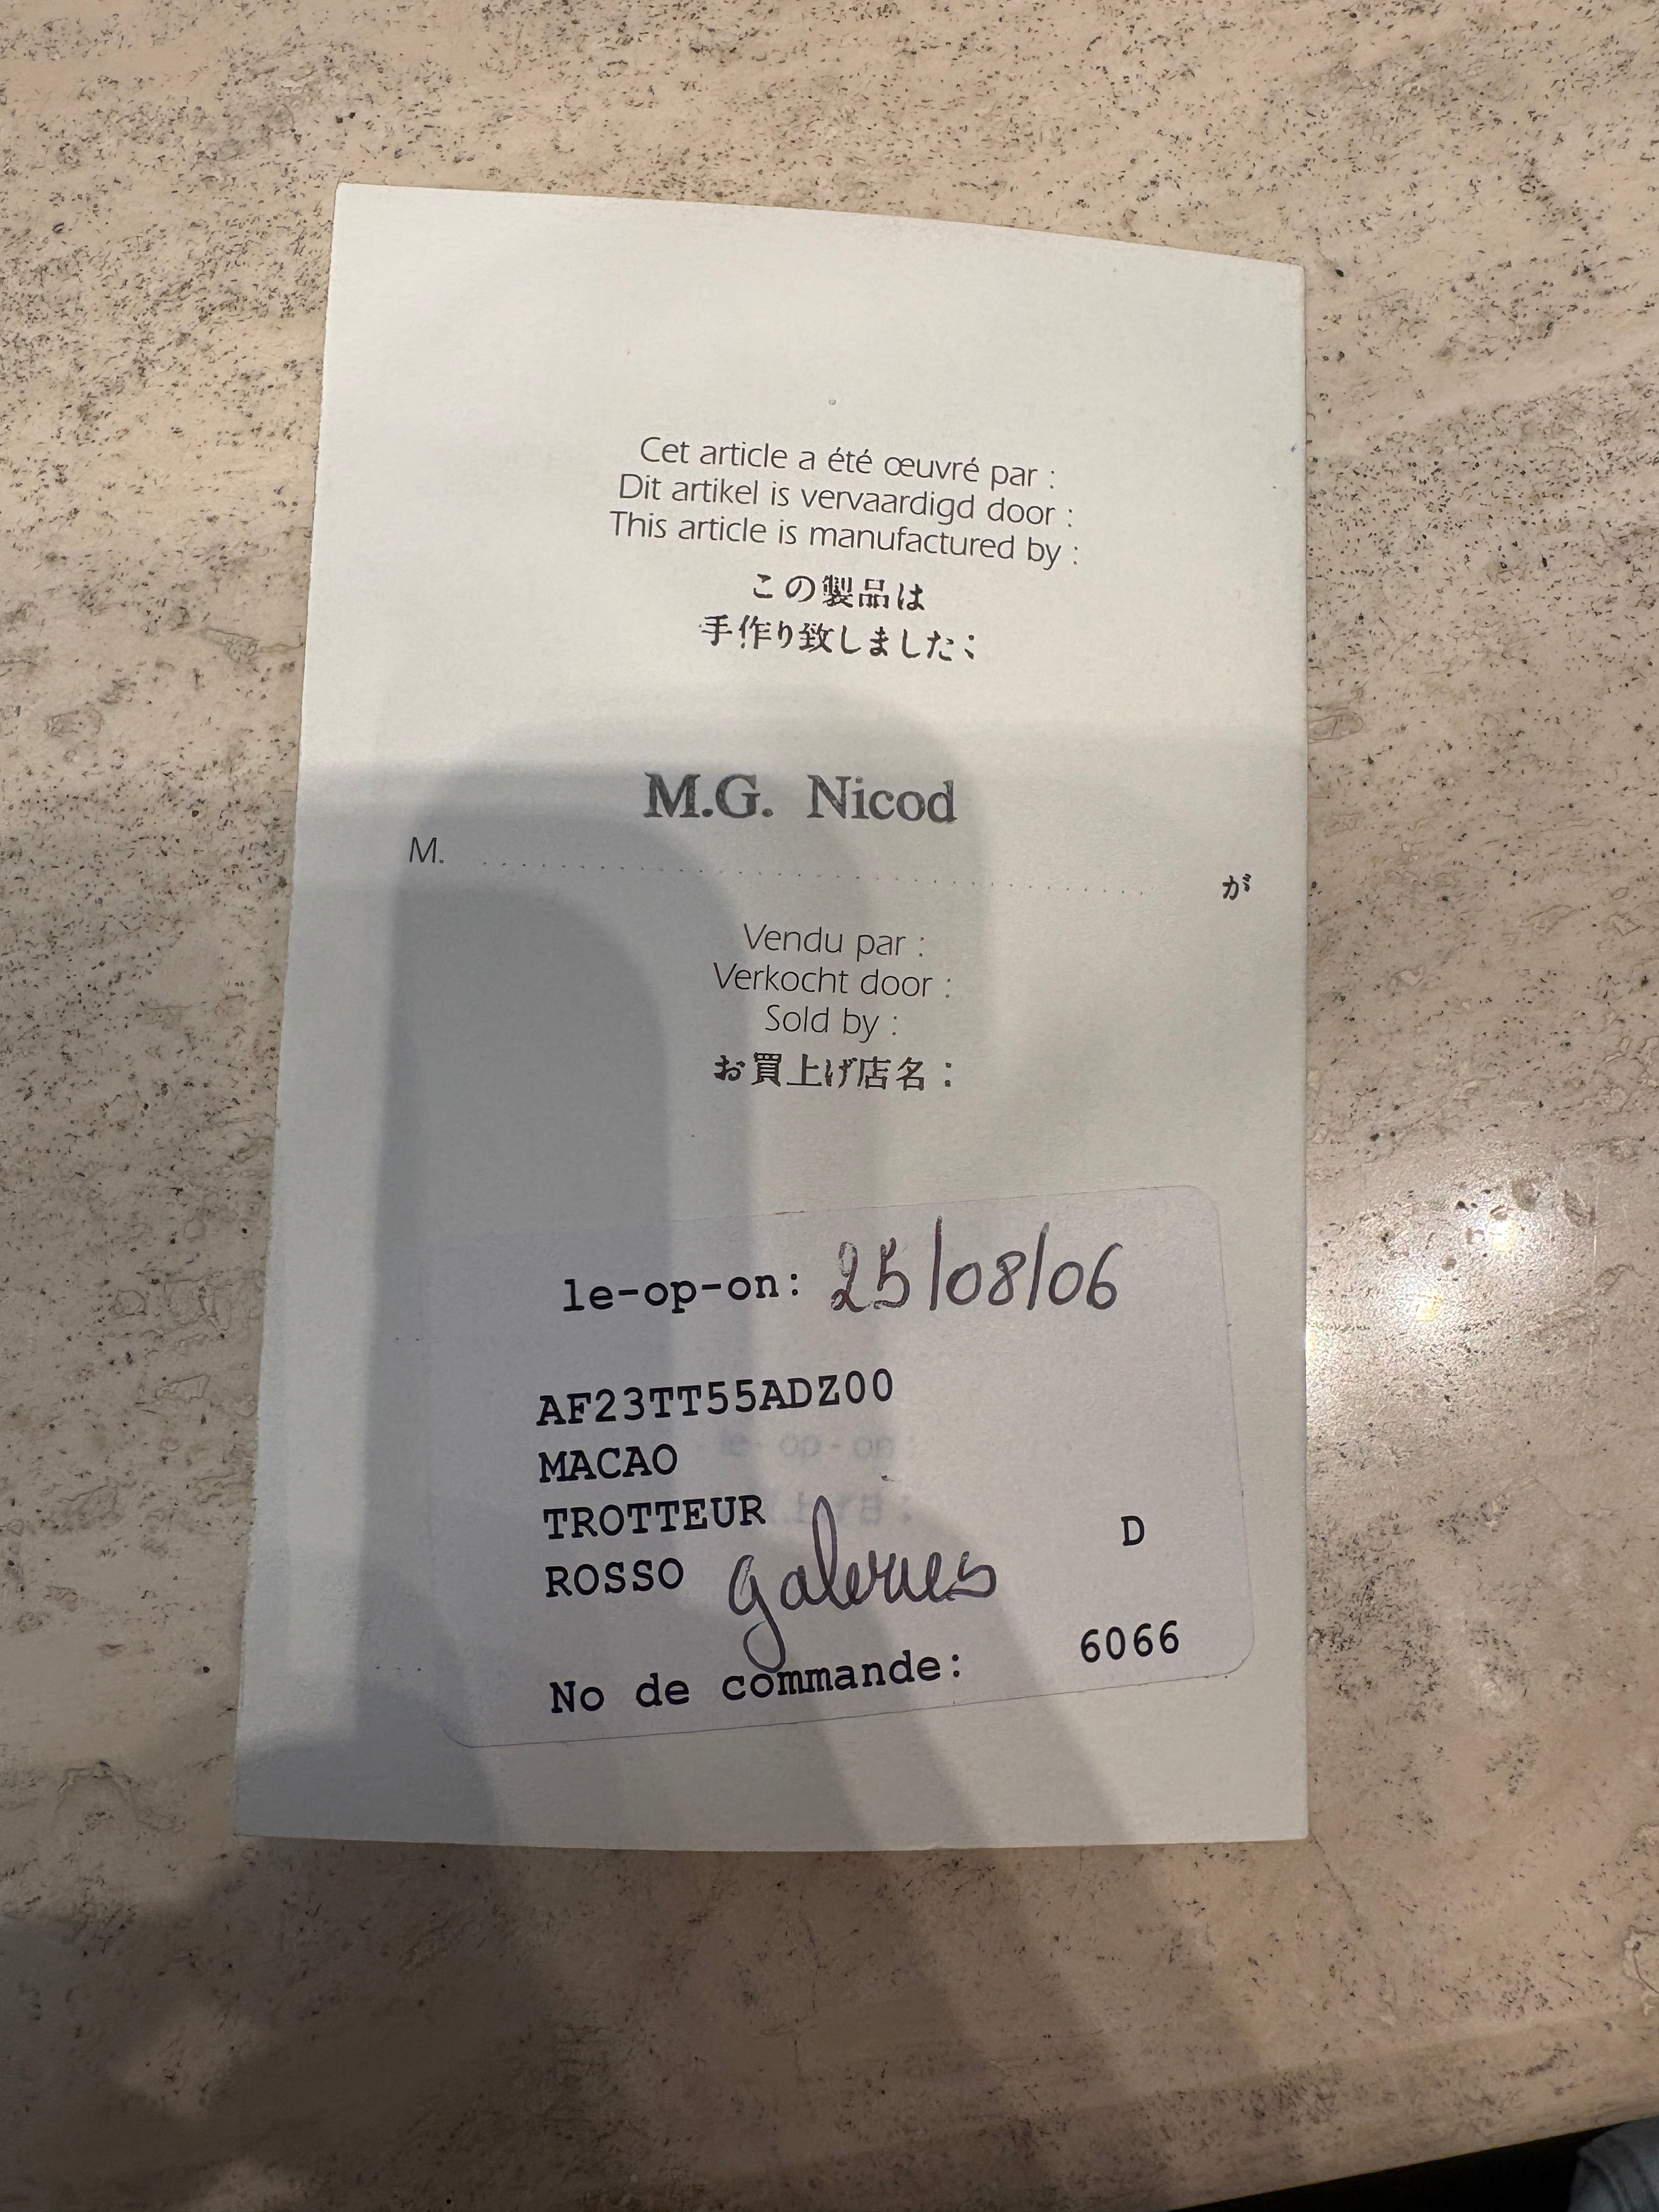 Cet article a été œuvré par :
Dit artikel is vervaardigd door :
This article is manufactured by :
この製品は
手作り致しました：
M.G. Nicod
M. が
Vendu par :
Verkocht door :
Sold by :
お買上げ店名：
le-op-on: 25/08/06
AF23TT55ADZ00
MACAO
TROTTEUR
D
ROSSO galeries
No de commande: 6066